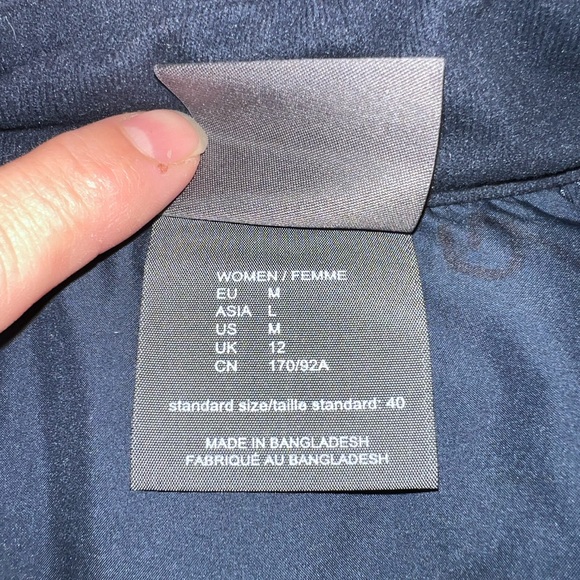 WOMEN / FEMME
EU M
ASIA L
US M
UK 12
CN 170/92A
standard size/taille standard: 40
MADE IN BANGLADESH
FABRIQUÉ AU BANGLADESH